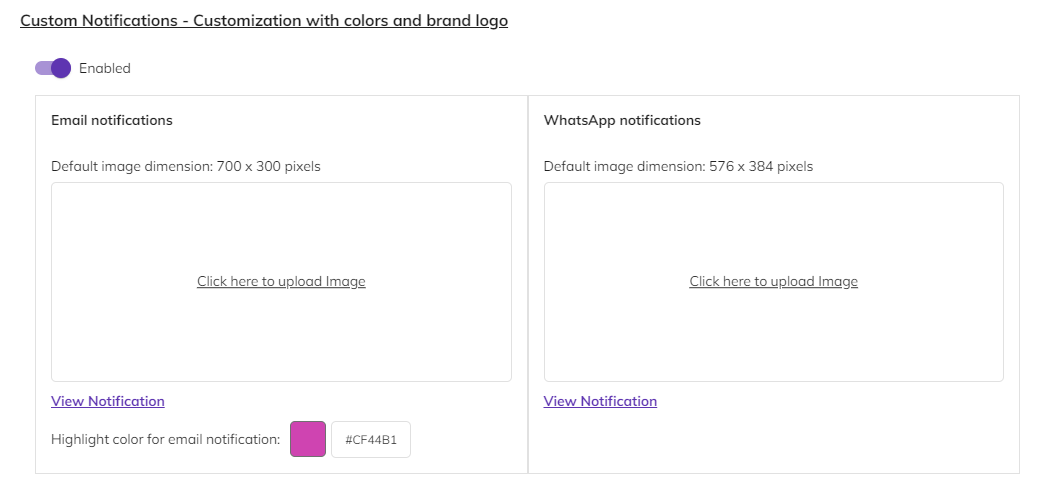 Custom Notifications - Customization with colors and brand logo
Enabled
Email notifications
Default image dimension: 700 x 300 pixels
Click here to upload Image
View Notification
Highlight color for email notification:
#CF44B1
WhatsApp notifications
Default image dimension: 576 x 384 pixels
Click here to upload Image
View Notification